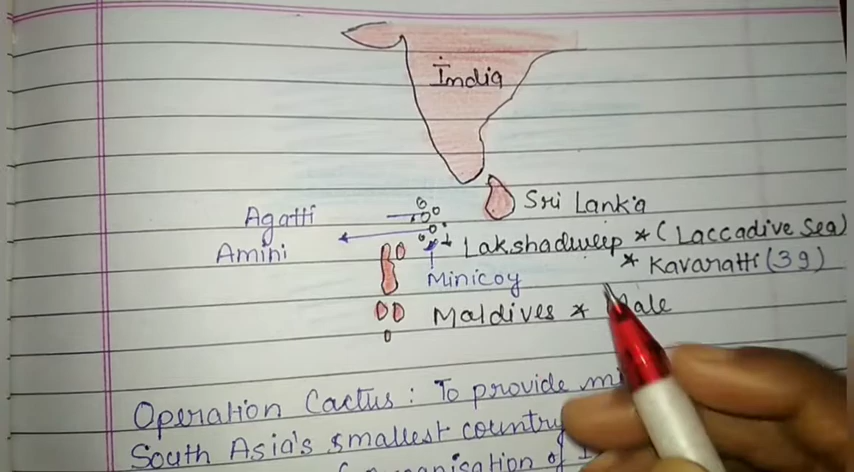 India
Sri Lanka
Agatti
Amini
Lakshadweep * (Laccadive Sea)
* Kavaratti (39)
Minicoy
Maldives * Male
Operation Cactus : To provide
South Asia's smallest country